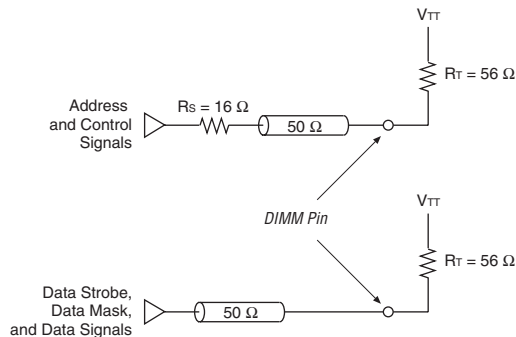 VTT
RT = 56 Ω
Address
and Control
Signals
RS = 16 Ω
50 Ω
DIMM Pin
VTT
RT = 56 Ω
Data Strobe,
Data Mask,
and Data Signals
50 Ω